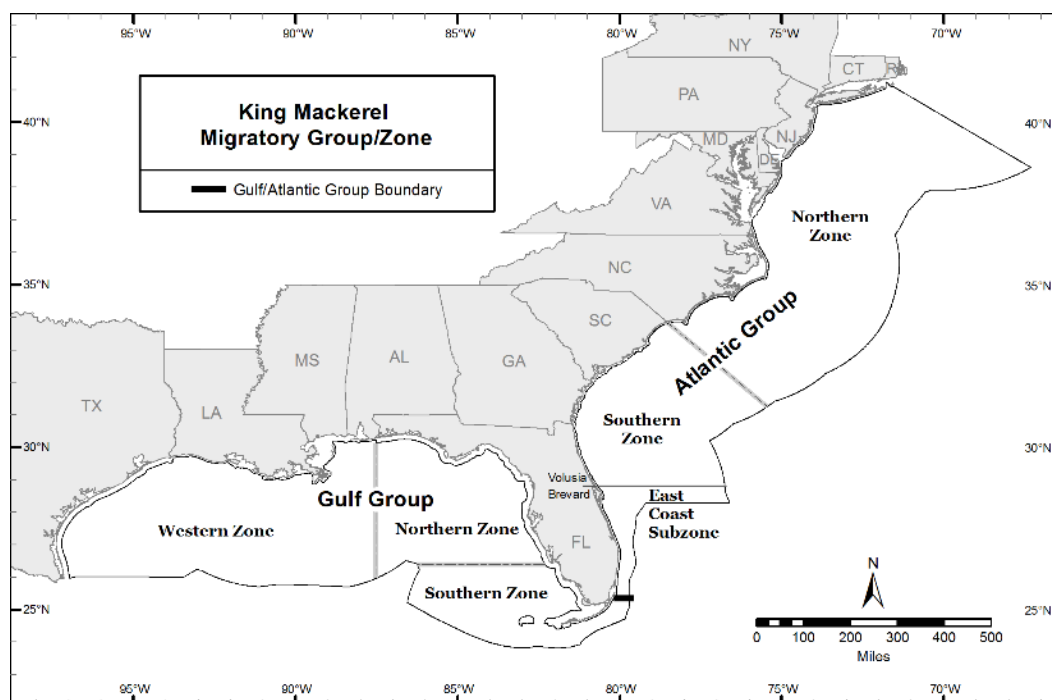 95°W 90°W 85°W 80°W 75°W 70°W
King Mackerel
Migratory Group/Zone
Gulf/Atlantic Group Boundary
NY
CT
PA
MD
NJ
DE
VA
NC
SC
MS
AL
GA
TX
LA
FL
40°N 40°N
35°N 35°N
30°N 30°N
25°N 25°N
Northern
Zone
Atlantic Group
Southern
Zone
Volusia
Brevard
East
Coast
Subzone
Gulf Group
Western Zone
Northern Zone
Southern Zone
N
0 50 100 200 300 400 500
Miles
95°W 90°W 85°W 80°W 75°W 70°W